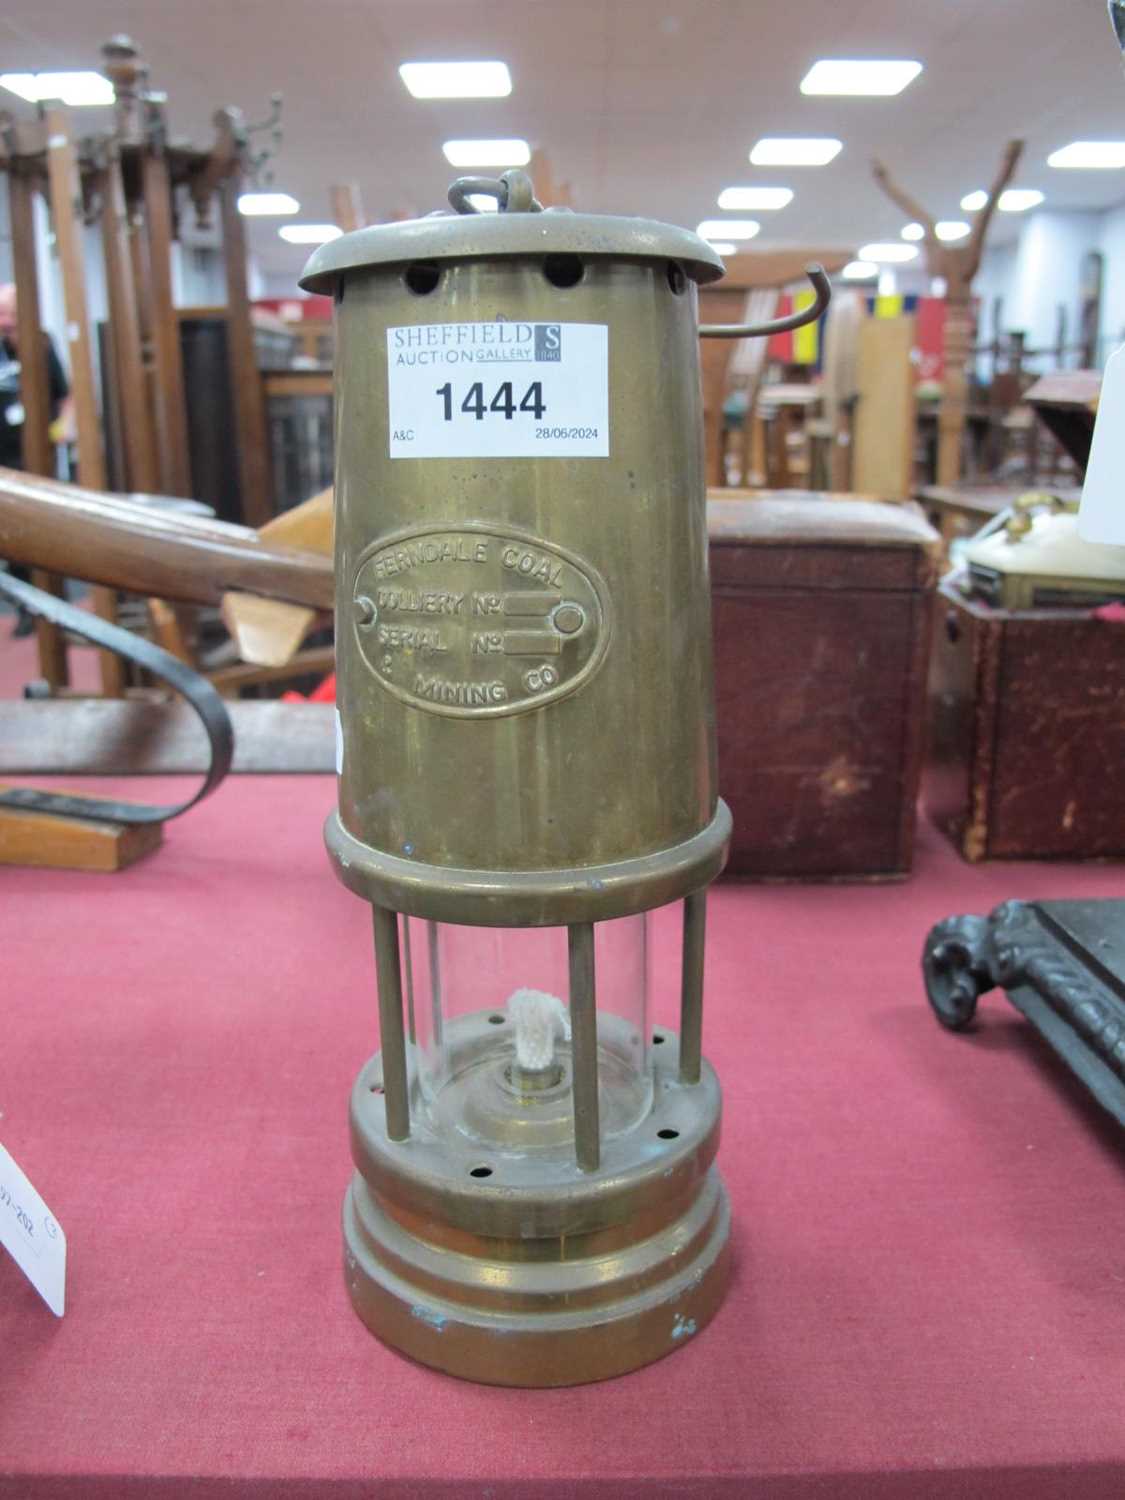 SHEFFIELD S
AUCTION GALLERY 1840
1444
A&C 28/06/2024
FERNDALE COAL
COLLIERY No
SERIAL No
& MINING CO